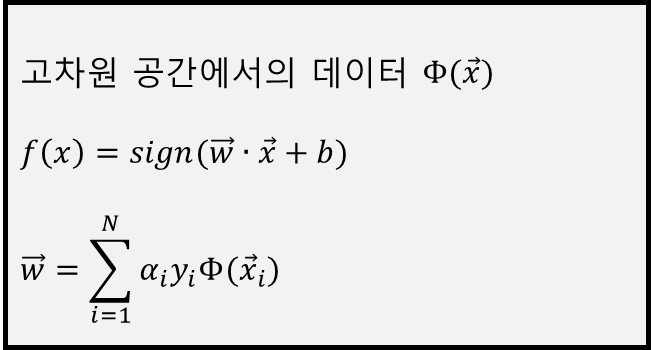 고차원 공간에서의 데이터 Φ(x⃗)
f(x) = sign(w⃗ · x⃗ + b)
w⃗ = ∑_{i=1}^{N} α_i y_i Φ(x⃗_i)